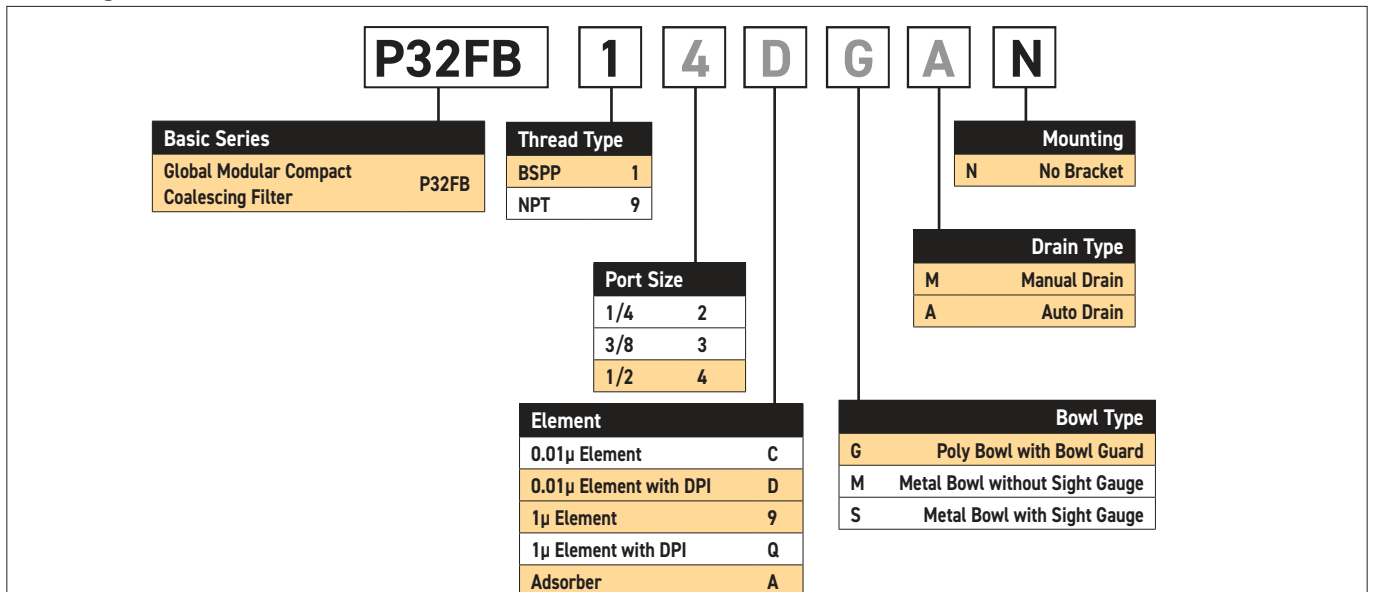 P32FB 1 4 D G A N
Basic Series
Global Modular Compact
Coalescing Filter P32FB
Thread Type
BSPP 1
NPT 9
Mounting
N No Bracket
Drain Type
M Manual Drain
A Auto Drain
Port Size
1/4 2
3/8 3
1/2 4
Element
0.01µ Element C
0.01µ Element with DPI D
1µ Element 9
1µ Element with DPI Q
Adsorber A
Bowl Type
G Poly Bowl with Bowl Guard
M Metal Bowl without Sight Gauge
S Metal Bowl with Sight Gauge